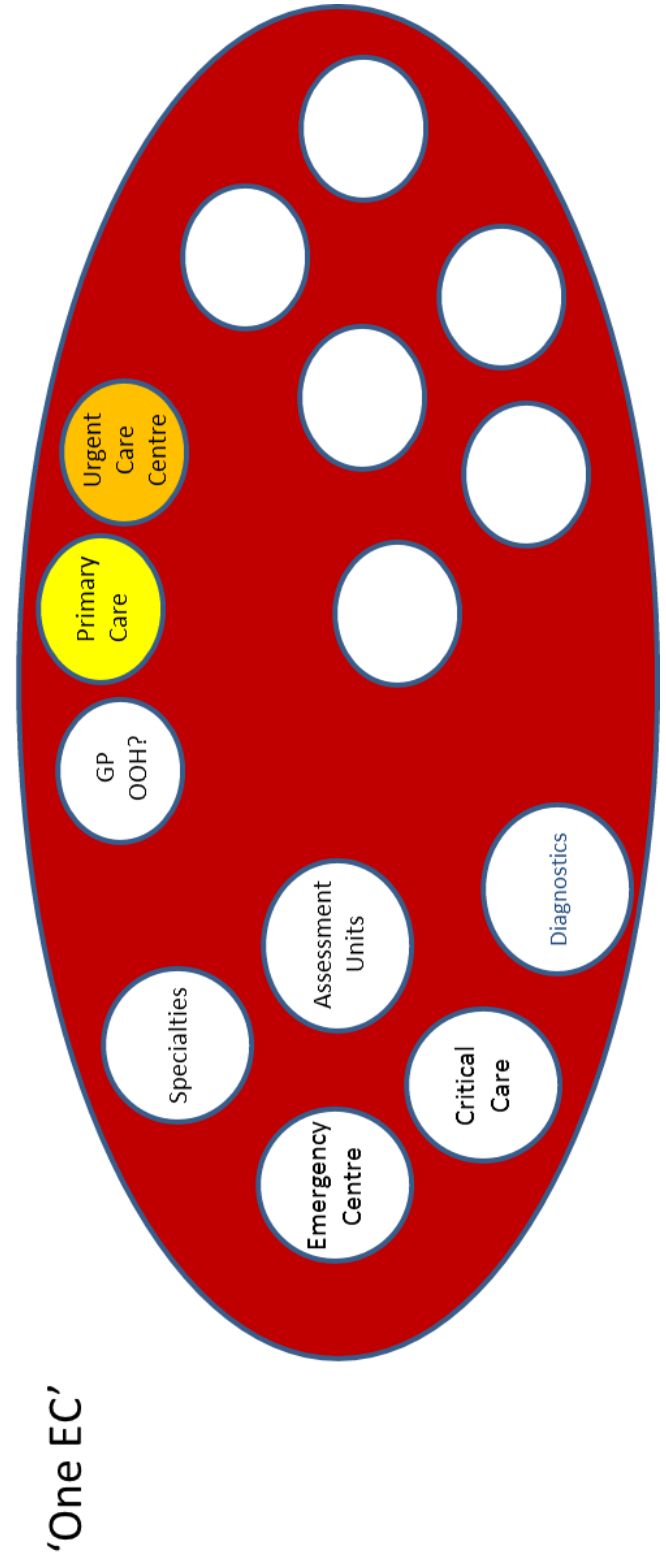 ‘One EC’
Emergency
Centre
Specialties
Critical
Care
Assessment
Units
Diagnostics
GP
OOH?
Primary
Care
Urgent
Care
Centre